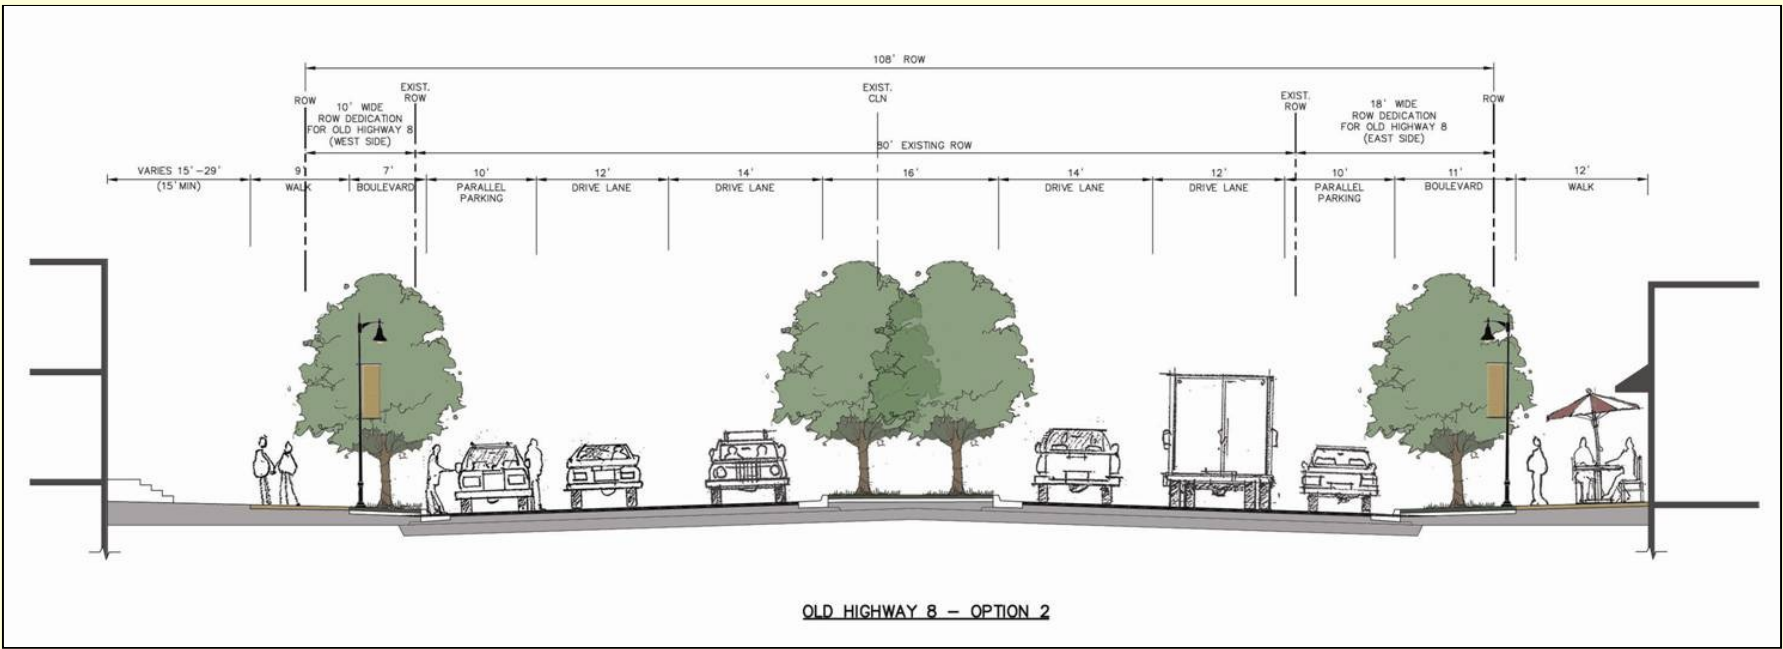 108' ROW
ROW
EXIST.
ROW
10' WIDE
ROW DEDICATION
FOR OLD HIGHWAY 8
(WEST SIDE)
EXIST.
CLN
EXIST.
ROW
18' WIDE
ROW DEDICATION
FOR OLD HIGHWAY 8
(EAST SIDE)
ROW
80' EXISTING ROW
VARIES 15'-29'
(15' MIN)
9'
WALK
7'
BOULEVARD
10'
PARALLEL
PARKING
12'
DRIVE LANE
14'
DRIVE LANE
16'
14'
DRIVE LANE
12'
DRIVE LANE
10'
PARALLEL
PARKING
11'
BOULEVARD
12'
WALK
OLD HIGHWAY 8 - OPTION 2